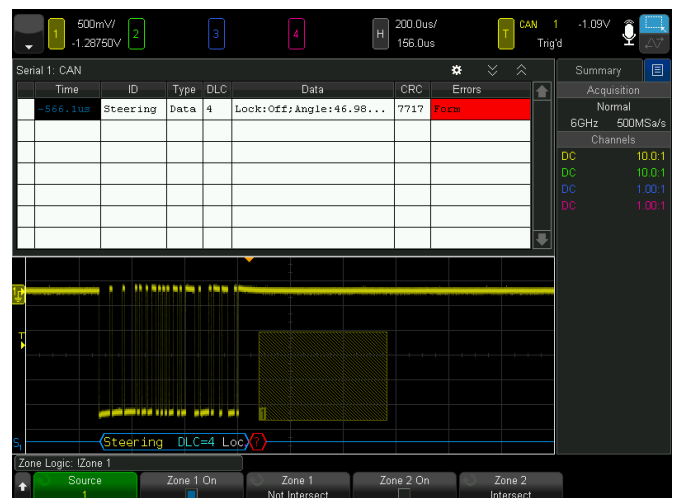 1 500mV/ 2 3 4 H 200.0us/ T CAN 1 -1.09V
-1.28750V 156.0us Trig'd
Serial 1: CAN Summary
Time ID Type DLC Data CRC Errors Acquisition
-566.1us Steering Data 4 Lock:Off;Angle:46.98... 7717 Form Normal
6GHz 500MSa/s
Channels
DC 10.0:1
DC 10.0:1
DC 1.00:1
DC 1.00:1
T
1
S1 Steering DLC=4 Loc ?
Zone Logic: !Zone 1
Source Zone 1 On Zone 1 Zone 2 On Zone 2
1 Not Intersect Intersect